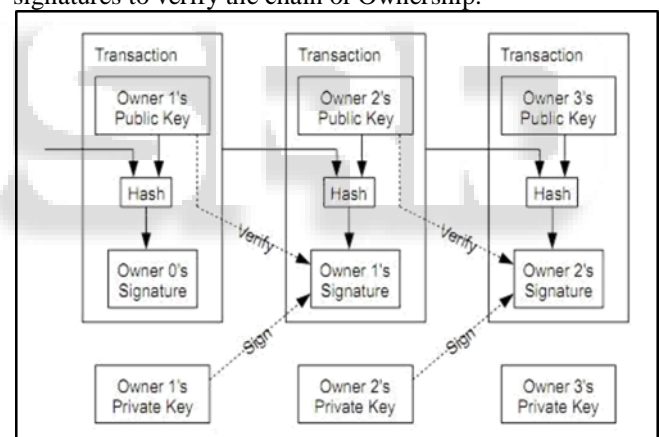 signatures to verify the chain of Ownership.
Transaction
Transaction
Transaction
Owner 1's
Public Key
Owner 2's
Public Key
Owner 3's
Public Key
Hash
Hash
Hash
Verify
Verify
Owner 0's
Signature
Owner 1's
Signature
Owner 2's
Signature
Sign
Sign
Owner 1's
Private Key
Owner 2's
Private Key
Owner 3's
Private Key